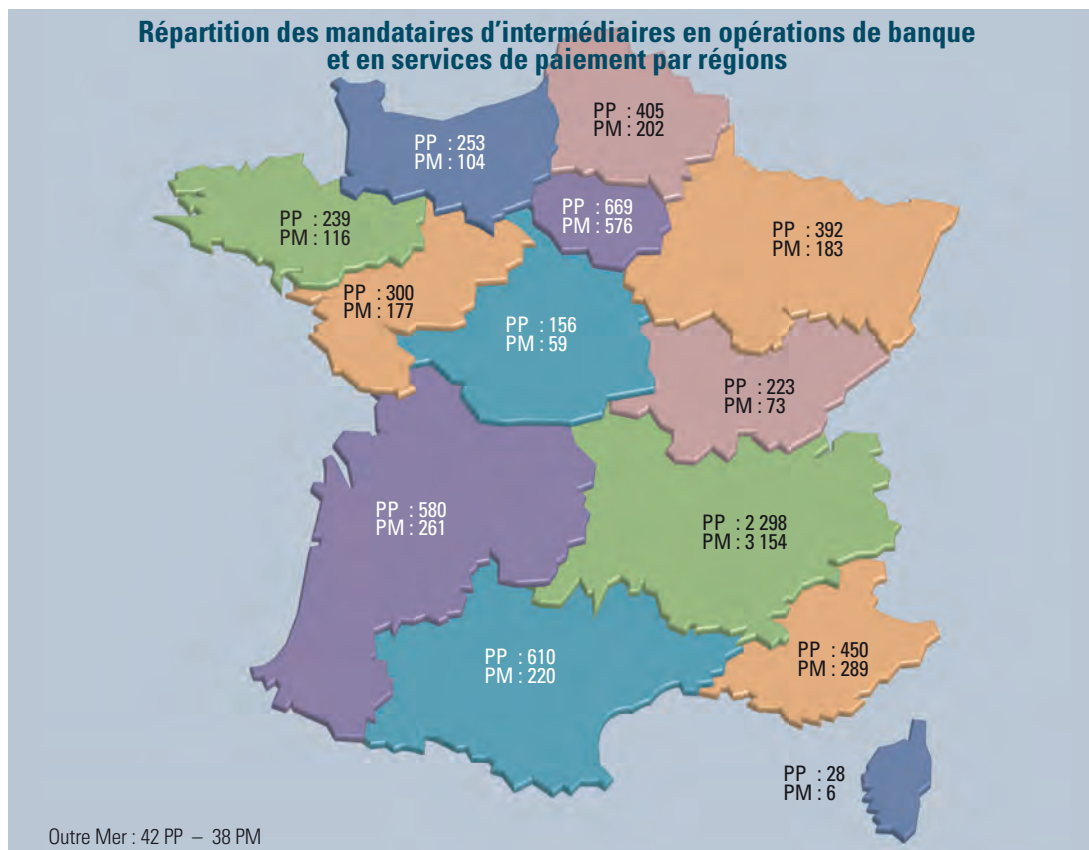 Répartition des mandataires d’intermédiaires en opérations de banque
et en services de paiement par régions
PP : 405
PM : 202
PP : 253
PM : 104
PP : 669
PM : 576
PP : 239
PM : 116
PP : 392
PM : 183
PP : 300
PM : 177
PP : 156
PM : 59
PP : 223
PM : 73
PP : 580
PM : 261
PP : 2 298
PM : 3 154
PP : 610
PM : 220
PP : 450
PM : 289
PP : 28
PM : 6
Outre Mer : 42 PP – 38 PM